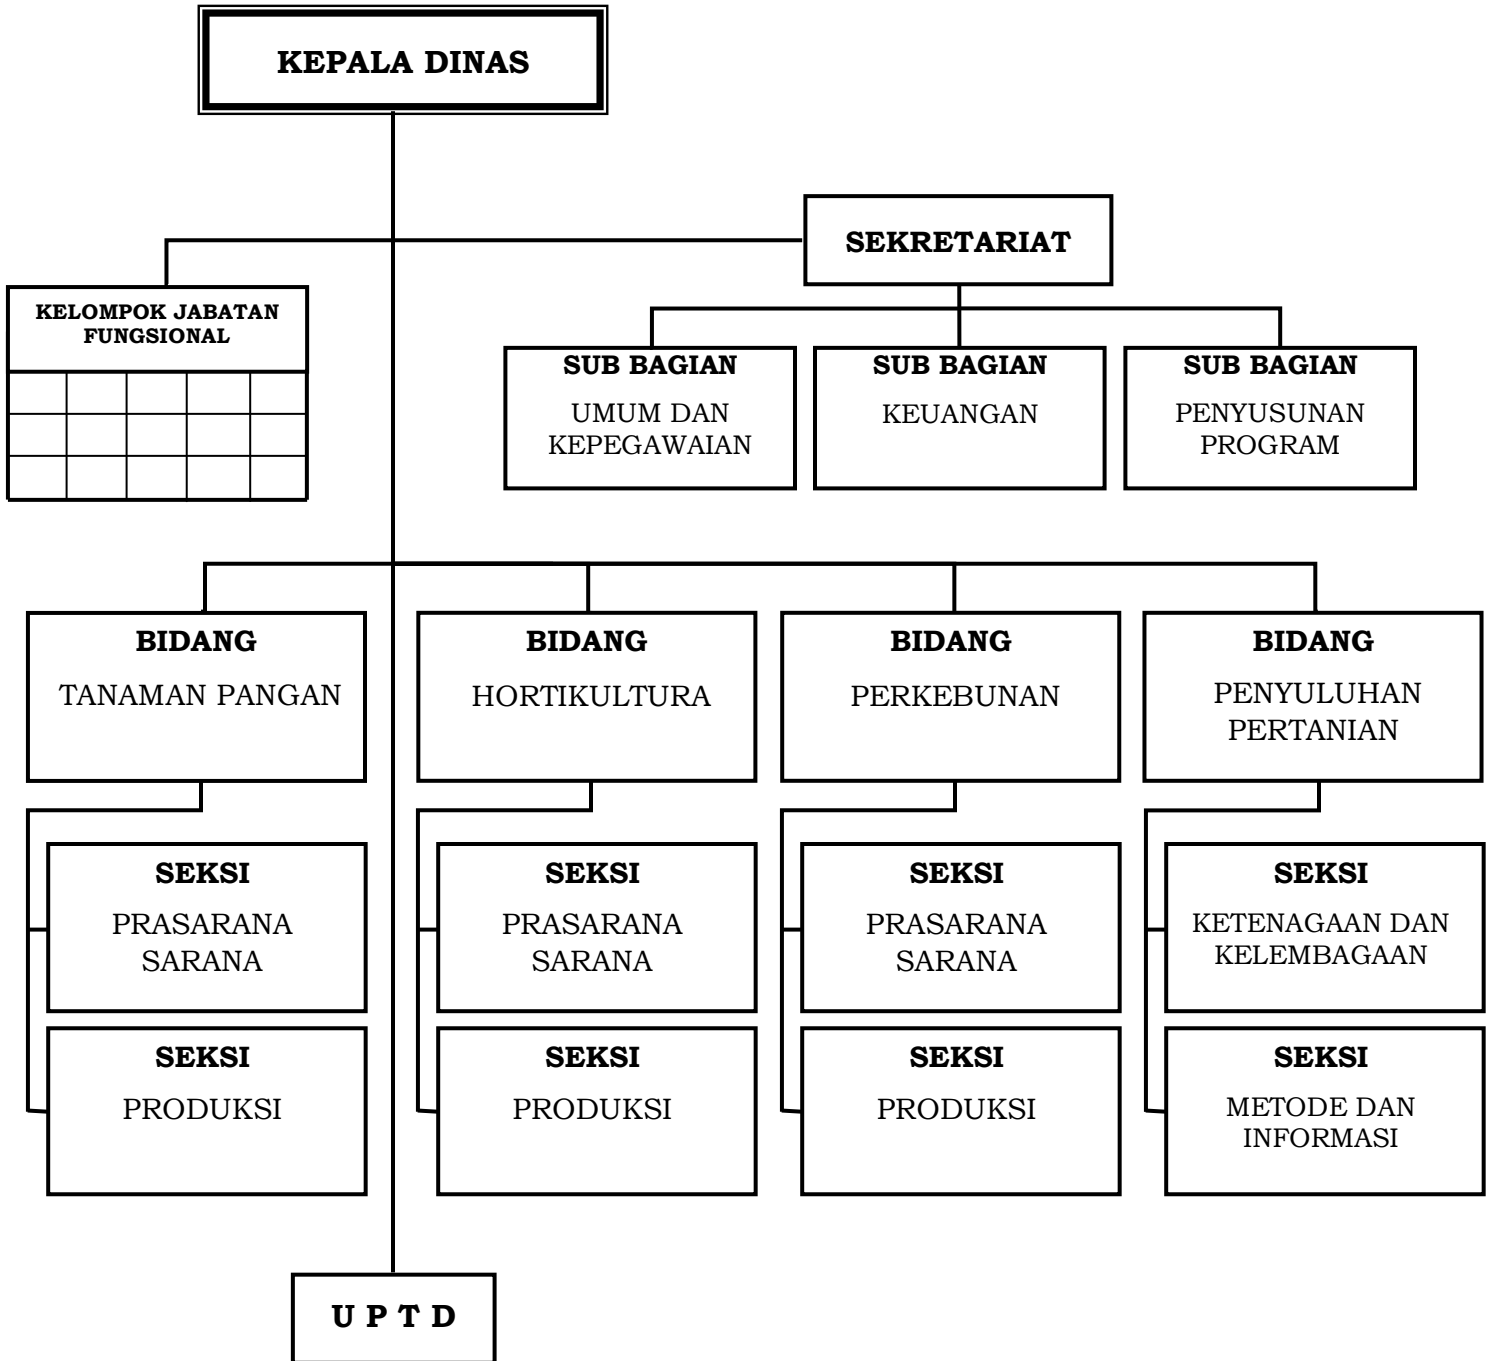 KEPALA DINAS
SEKRETARIAT
KELOMPOK JABATAN
FUNGSIONAL
SUB BAGIAN
UMUM DAN
KEPEGAWAIAN
SUB BAGIAN
KEUANGAN
SUB BAGIAN
PENYUSUNAN
PROGRAM
BIDANG
TANAMAN PANGAN
BIDANG
HORTIKULTURA
BIDANG
PERKEBUNAN
BIDANG
PENYULUHAN
PERTANIAN
SEKSI
PRASARANA
SARANA
SEKSI
PRASARANA
SARANA
SEKSI
PRASARANA
SARANA
SEKSI
KETENAGAAN DAN
KELEMBAGAAN
SEKSI
PRODUKSI
SEKSI
PRODUKSI
SEKSI
PRODUKSI
SEKSI
METODE DAN
INFORMASI
U P T D